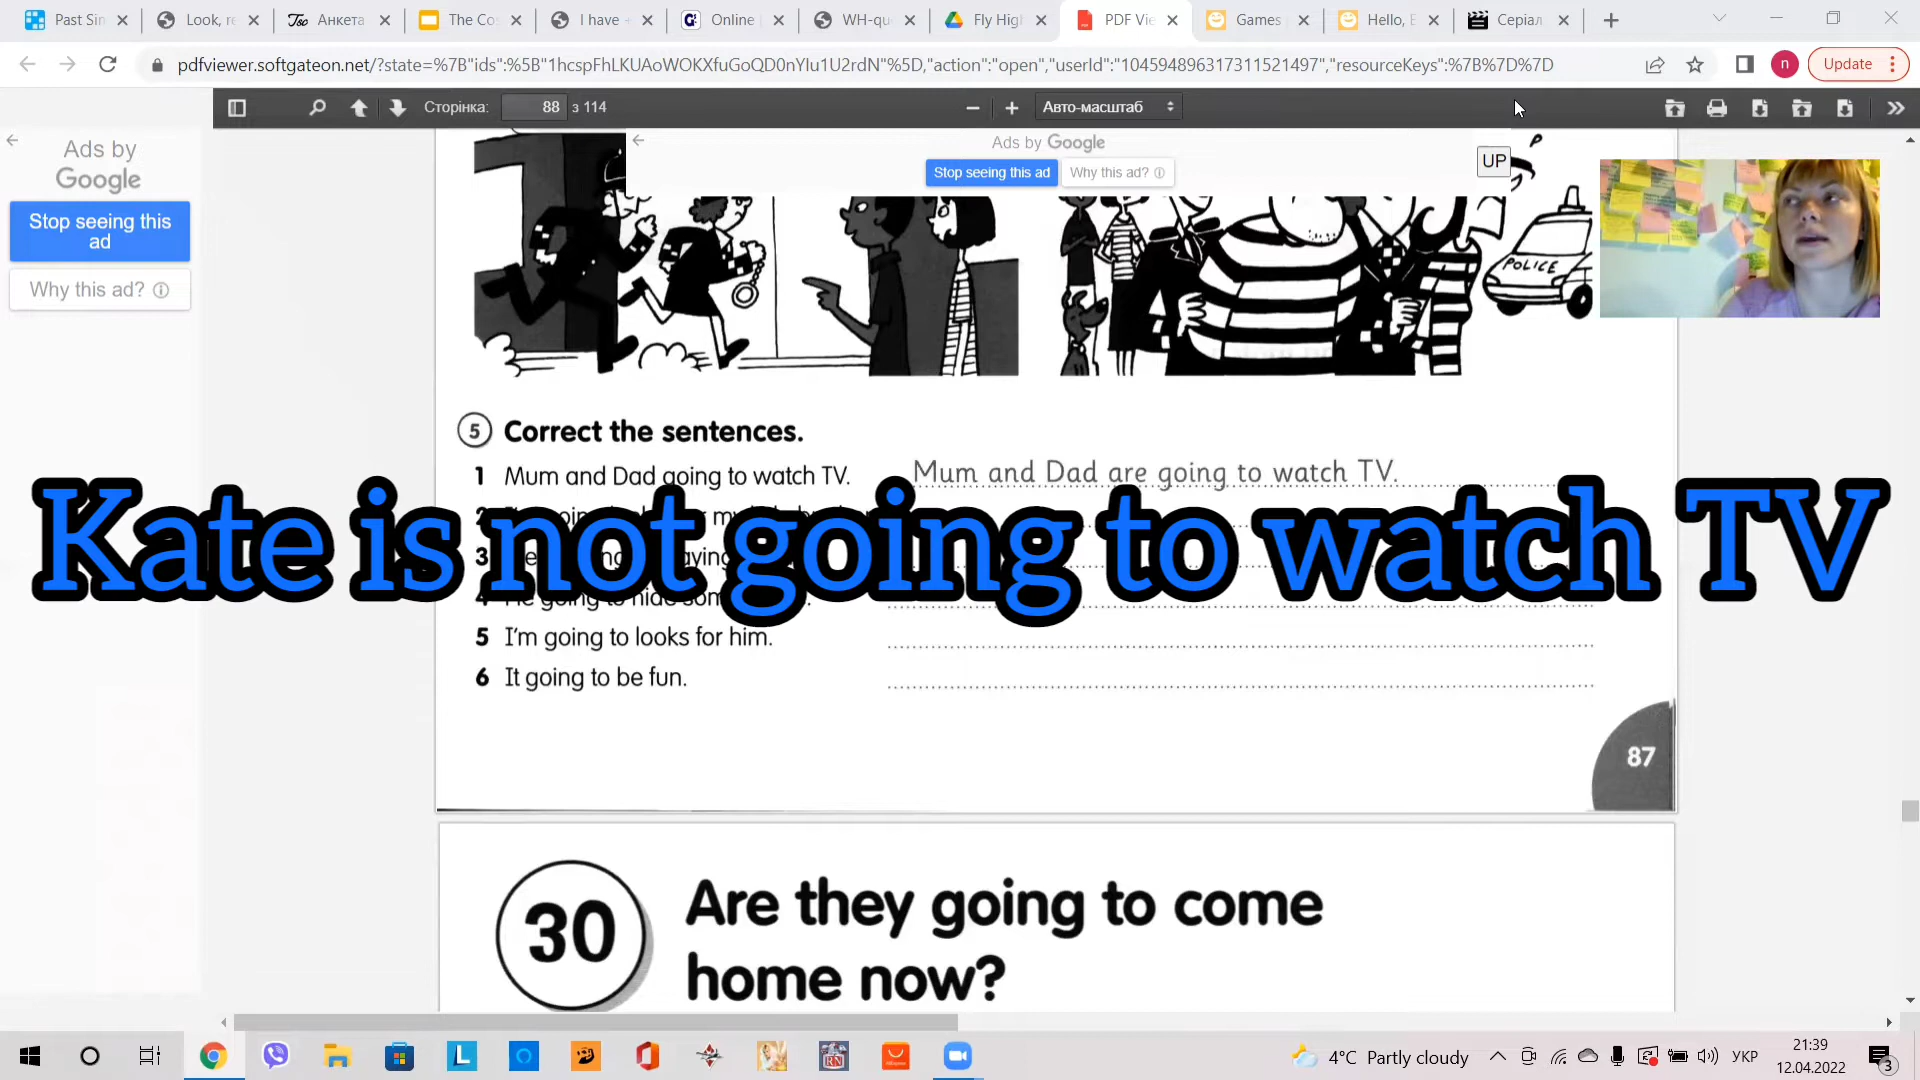 Past Sin
Look, re
Анкета
The Cos
I have
Online
WH-que
Fly High
PDF Vie
Games
Hello, E
Серіал
pdfviewer.softgateon.net/?state=%7B"ids":%5B"1hcspFhLKUAoWOKXfuGoQD0nYIu1U2rdN"%5D,"action":"open","userId":"104594896317311521497","resourceKeys":%7B%7D%7D
n
Update
Сторінка: 88 з 114
Авто-масштаб
Ads by Google
Stop seeing this ad
Why this ad?
Ads by Google
Stop seeing this ad
Why this ad?
UP
POLICE
5 Correct the sentences.
1 Mum and Dad going to watch TV. Mum and Dad are going to watch TV.
Kate is not going to watch TV
5 I'm going to looks for him.
6 It going to be fun.
87
30 Are they going to come
home now?
4°C Partly cloudy
УКР
21:39
12.04.2022
3